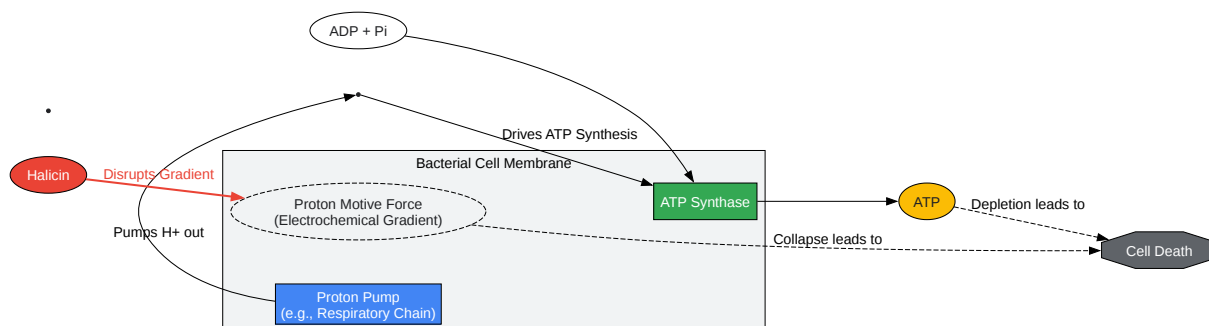 ADP + Pi
Drives ATP Synthesis
Bacterial Cell Membrane
Halicin
Disrupts Gradient
Proton Motive Force
(Electrochemical Gradient)
ATP Synthase
ATP
Depletion leads to
Pumps H+ out
Collapse leads to
Cell Death
Proton Pump
(e.g., Respiratory Chain)